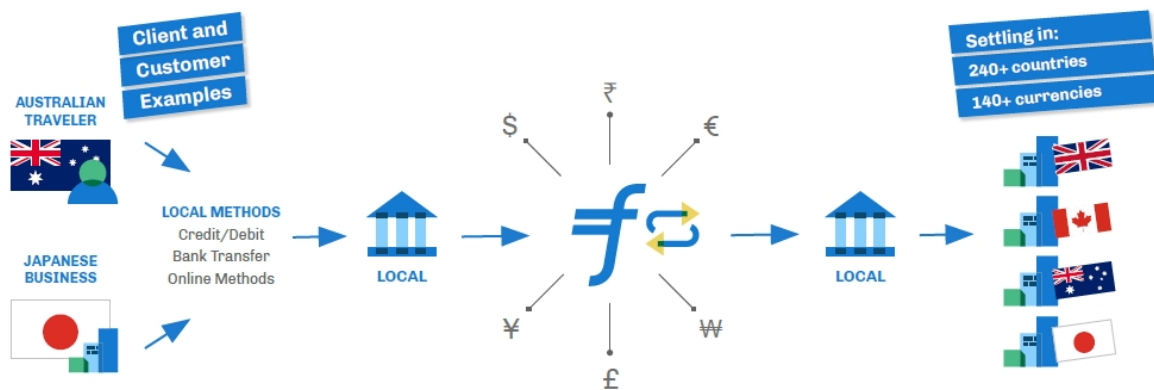 Client and
Customer
Examples
AUSTRALIAN
TRAVELER
JAPANESE
BUSINESS
LOCAL METHODS
Credit/Debit
Bank Transfer
Online Methods
LOCAL
$
₹
€
¥
£
₩
LOCAL
Settling in:
240+ countries
140+ currencies